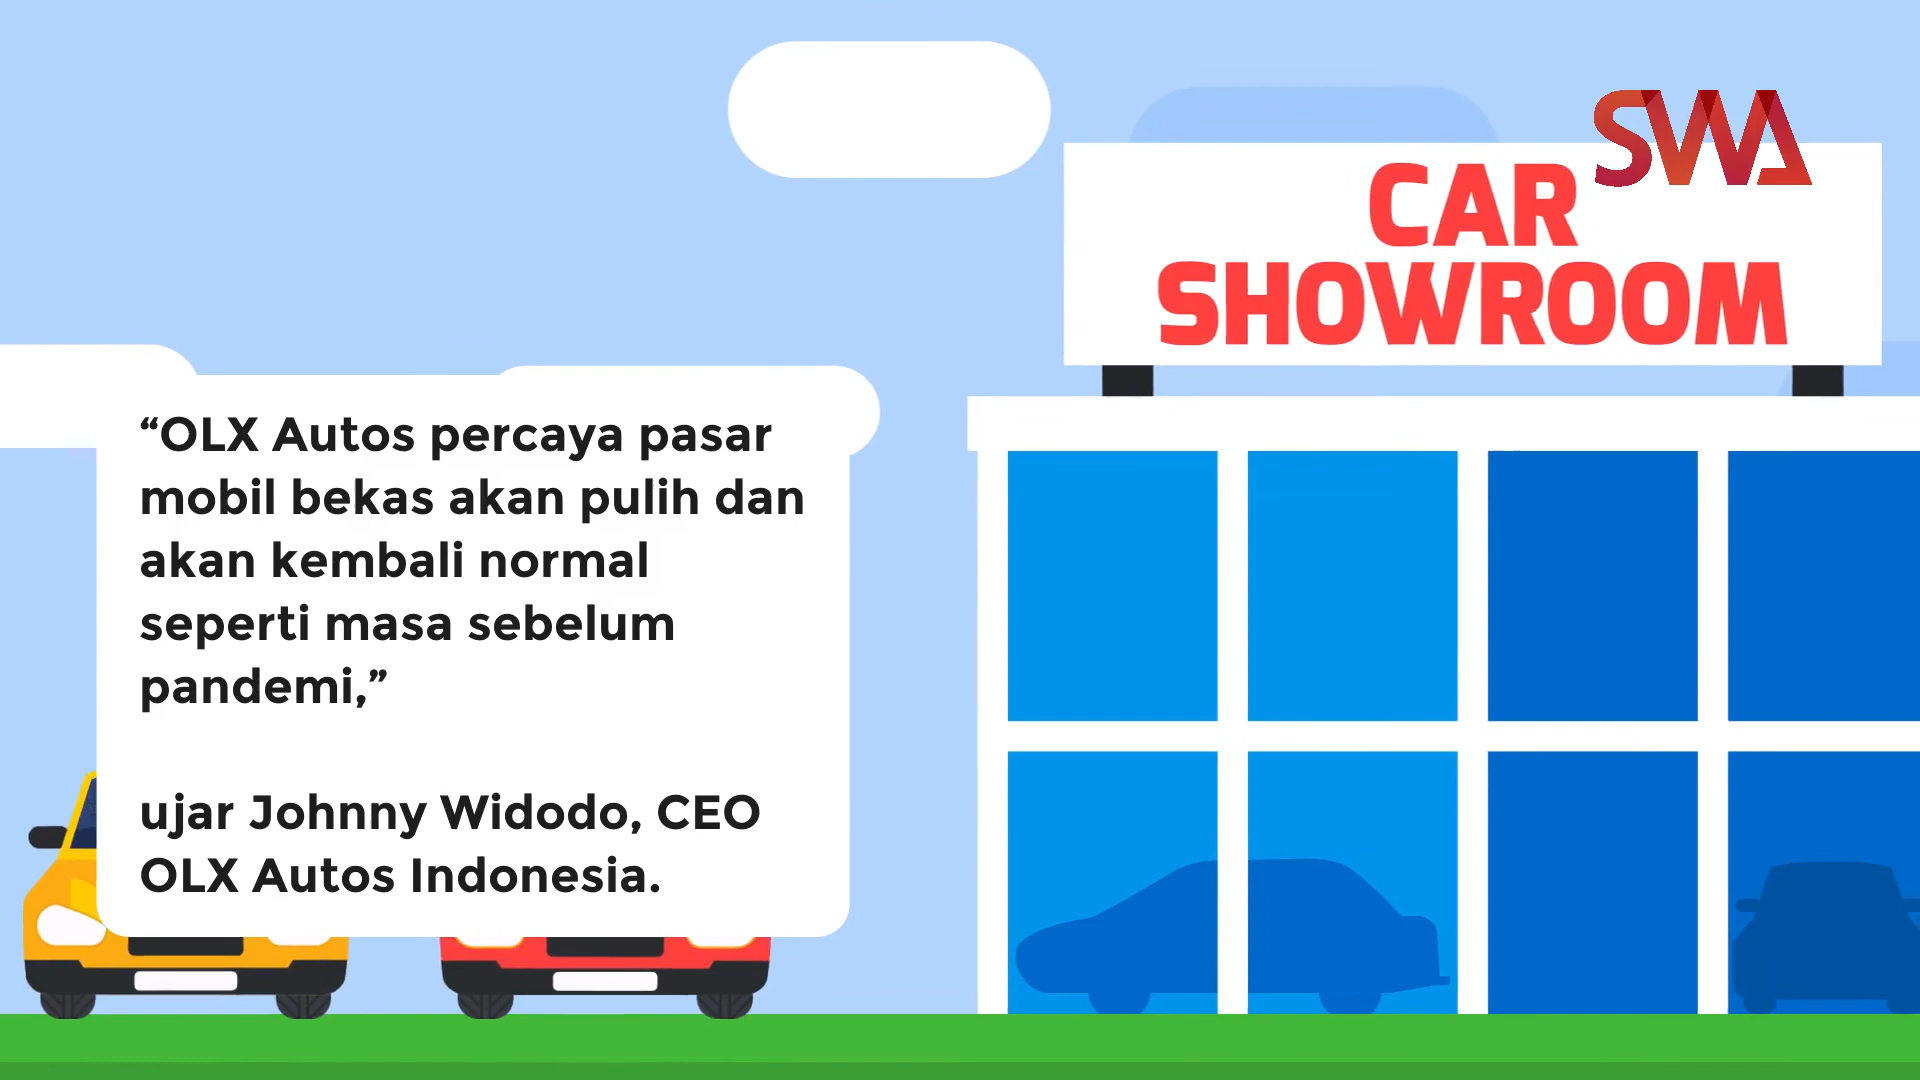 SWA
CAR
SHOWROOM
“OLX Autos percaya pasar
mobil bekas akan pulih dan
akan kembali normal
seperti masa sebelum
pandemi,”
ujar Johnny Widodo, CEO
OLX Autos Indonesia.